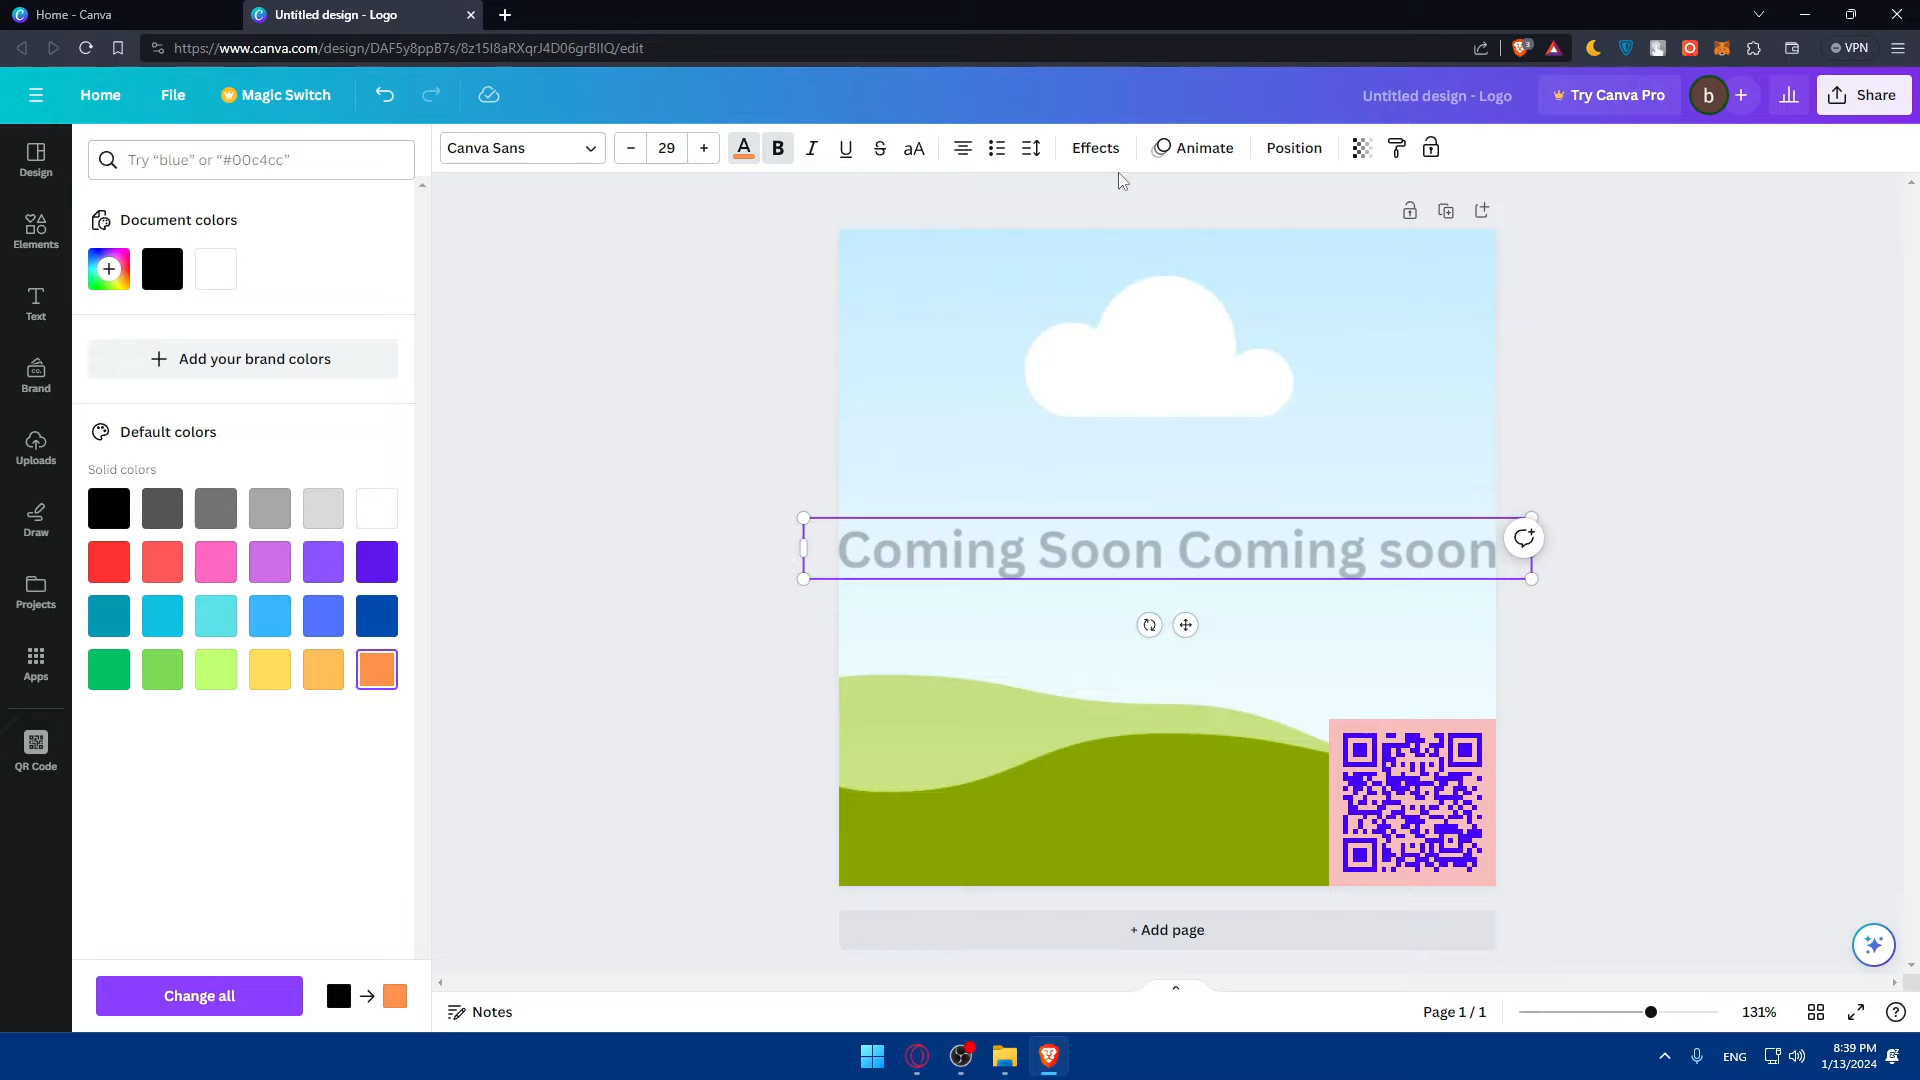 Home - Canva
Untitled design - Logo
https://www.canva.com/design/DAF5y8ppB7s/8z15I8aRXqrJ4D06grBIIQ/edit
3
VPN
Home
File
Magic Switch
Untitled design - Logo
Try Canva Pro
b
Share
Design
Elements
Text
Brand
CO.
Uploads
Draw
Projects
Apps
QR Code
Try “blue” or “#00c4cc”
Document colors
Add your brand colors
Default colors
Solid colors
Change all
Canva Sans
29
A
B
I
U
S
aA
Effects
Animate
Position
Coming Soon Coming soon
+ Add page
Notes
Page 1 / 1
131%
ENG
8:39 PM
1/13/2024